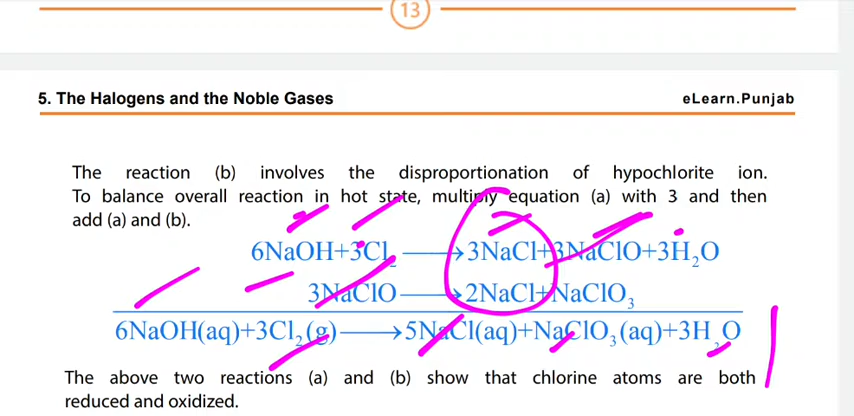 13
5. The Halogens and the Noble Gases eLearn.Punjab
The reaction (b) involves the disproportionation of hypochlorite ion.
To balance overall reaction in hot state, multiply equation (a) with 3 and then
add (a) and (b).
6NaOH+3Cl₂ ⟶ 3NaCl+3NaClO+3H₂O
3NaClO ⟶ 2NaCl+NaClO₃
6NaOH(aq)+3Cl₂(g) ⟶ 5NaCl(aq)+NaClO₃(aq)+3H₂O
The above two reactions (a) and (b) show that chlorine atoms are both
reduced and oxidized.